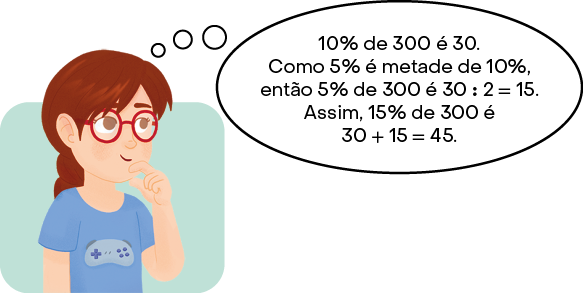 10% de 300 é 30.
Como 5% é metade de 10%,
então 5% de 300 é 30 : 2 = 15.
Assim, 15% de 300 é
30 + 15 = 45.